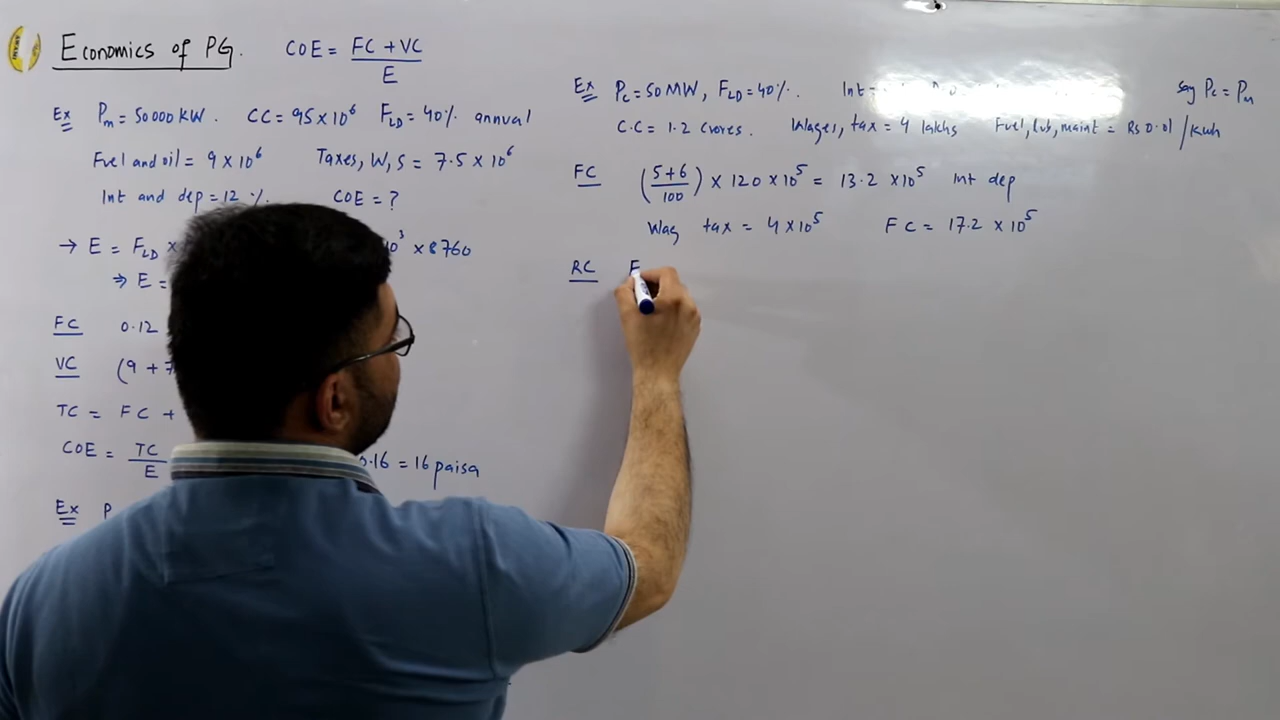 Economics of PG.
COE = FC + VC / E
Ex Pm = 50000 KW. CC = 95 x 10^6 FLD = 40% annual
Fuel and oil = 9 x 10^6 Taxes, W, S = 7.5 x 10^6
Int and dep = 12 % COE = ?
→ E = FLD x 10^3 x 8760
⇒ E =
FC 0.12
VC (9 + 7
TC = FC +
COE = TC / E 0.16 = 16 paisa
Ex P
Ex Pc = 50 MW, FLD = 40%. Int = say Pc = Pm
C.C = 1.2 Crores. Wages, tax = 4 lakhs Fuel, lub, maint = Rs 0.01 / kwh
FC (5+6 / 100) x 120 x 10^5 = 13.2 x 10^5 Int dep
Wag tax = 4 x 10^5 FC = 17.2 x 10^5
RC E